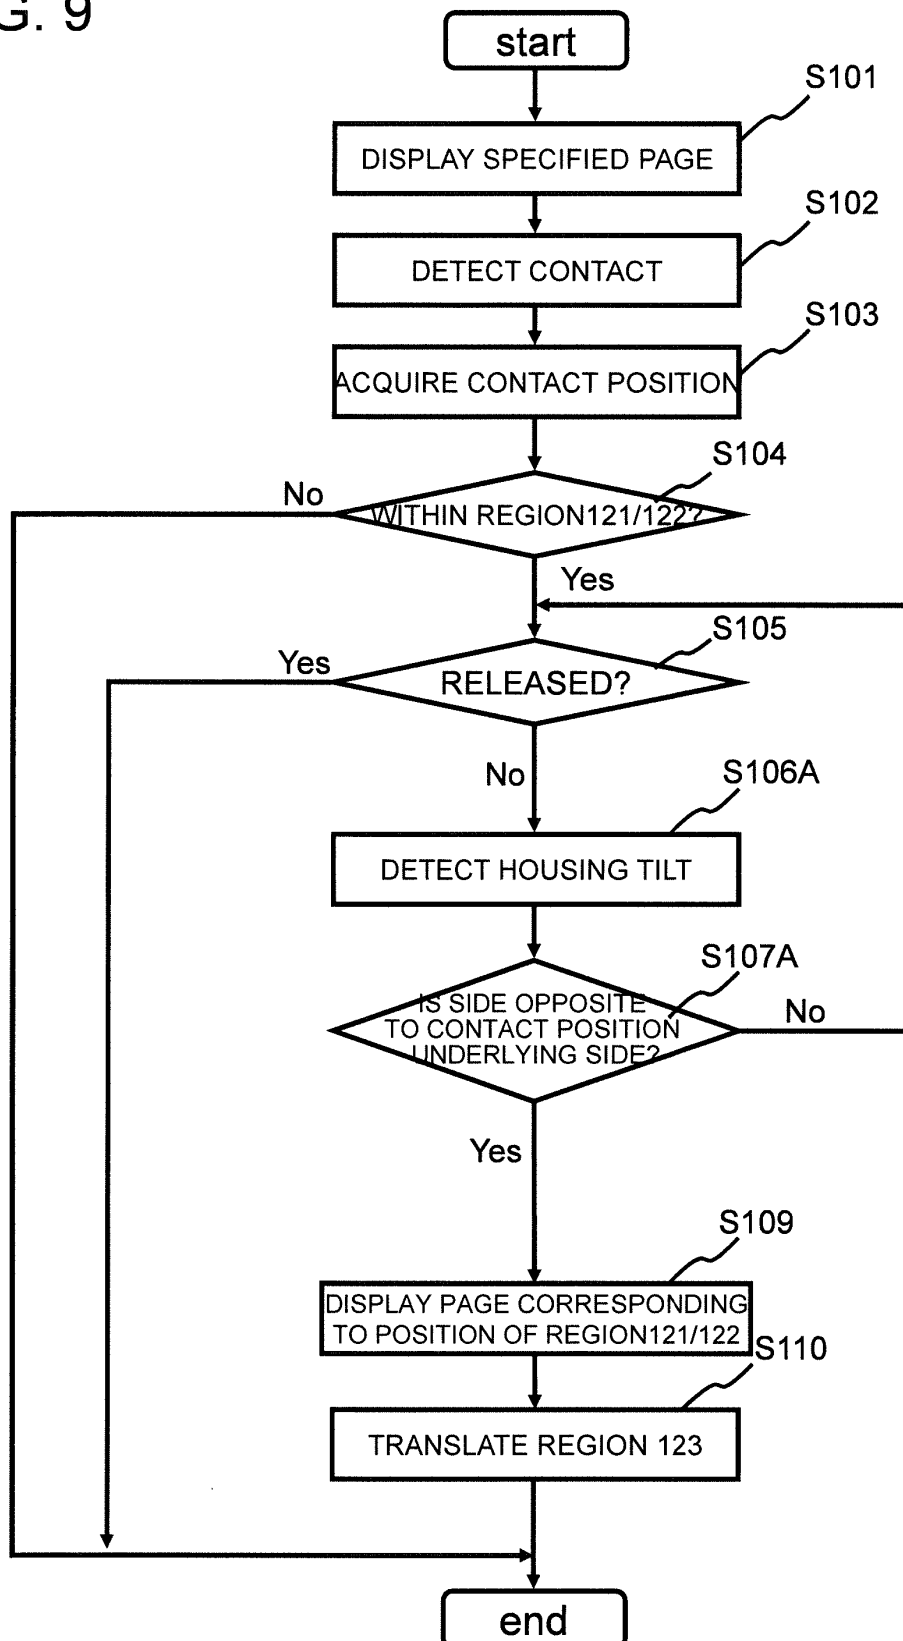 G. 9
start
S101
DISPLAY SPECIFIED PAGE
S102
DETECT CONTACT
S103
ACQUIRE CONTACT POSITION
S104
No
WITHIN REGION121/122?
Yes
S105
Yes
RELEASED?
No
S106A
DETECT HOUSING TILT
S107A
IS SIDE OPPOSITE
TO CONTACT POSITION
UNDERLYING SIDE?
No
Yes
S109
DISPLAY PAGE CORRESPONDING
TO POSITION OF REGION121/122
S110
TRANSLATE REGION 123
end